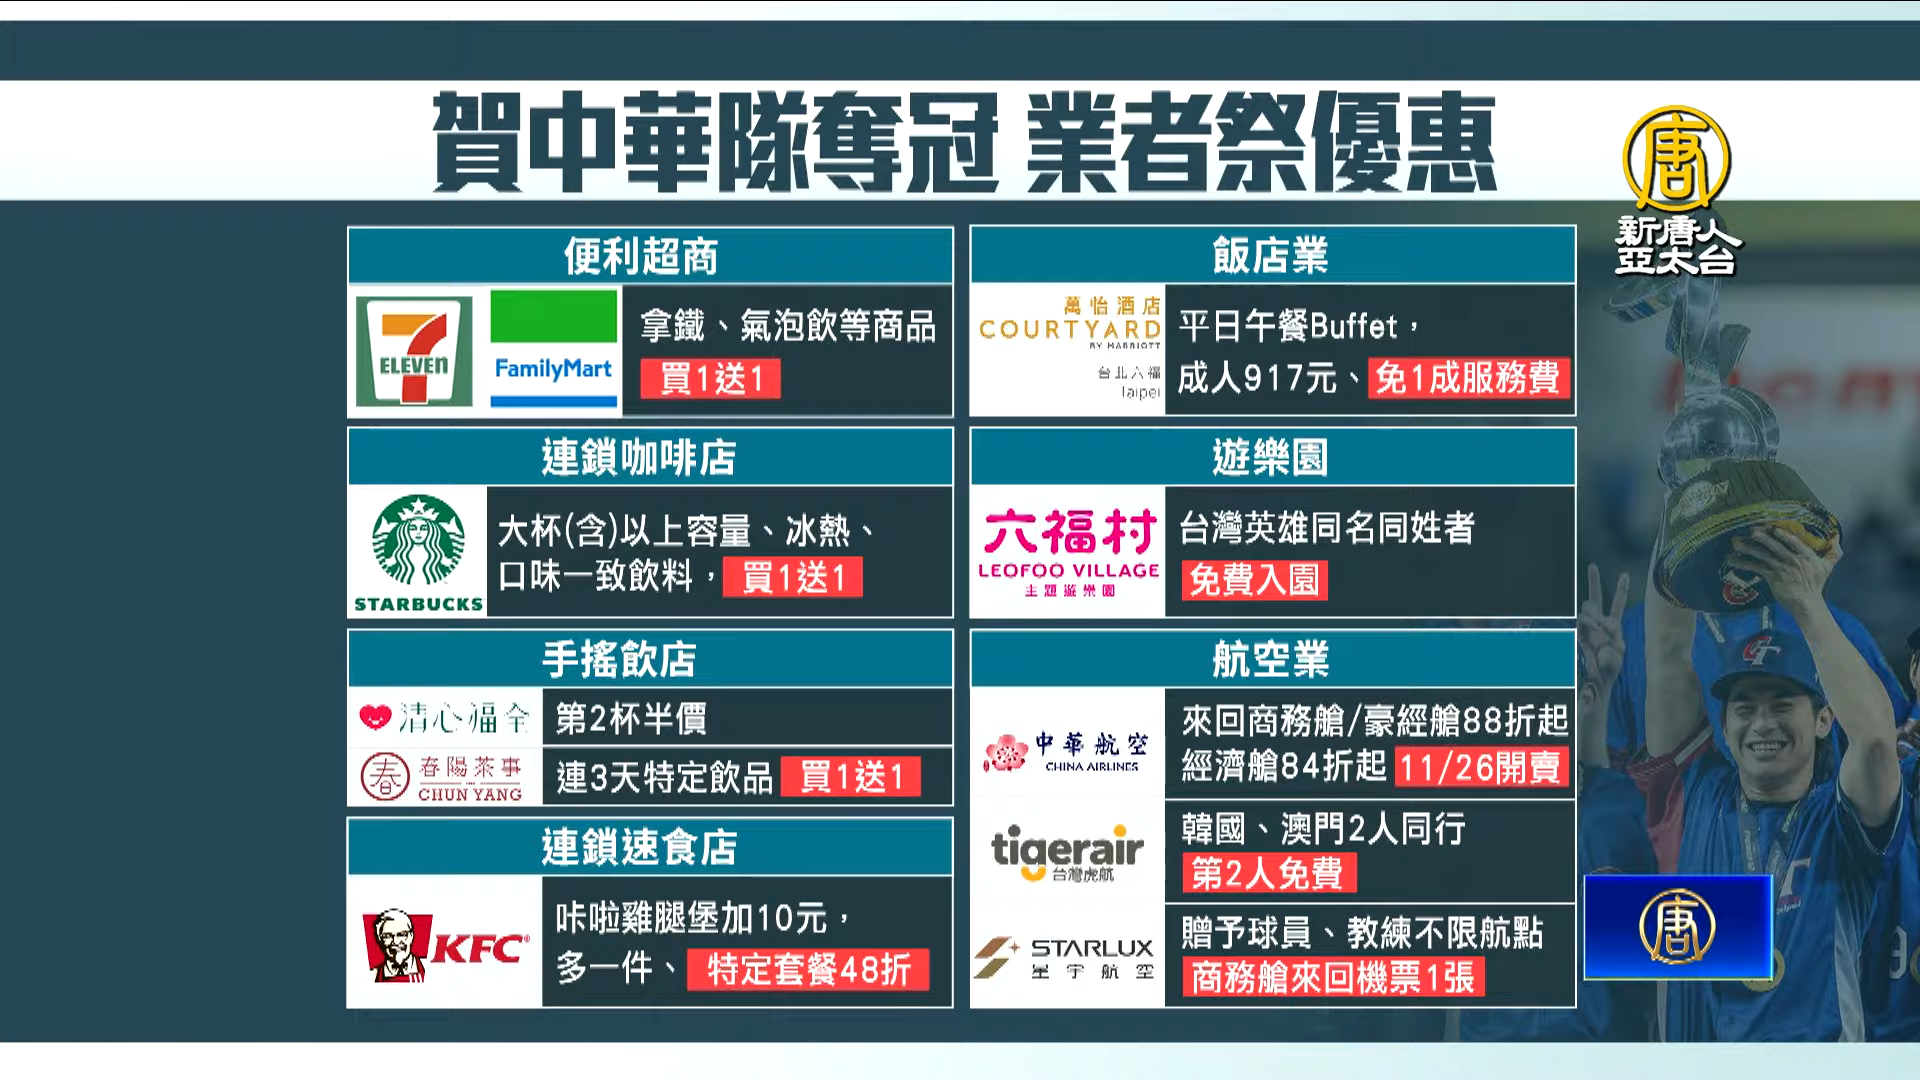 賀中華隊奪冠 業者祭優惠
唐
新唐人
亞太台
便利超商
7
ELEVEN
FamilyMart
拿鐵、氣泡飲等商品
買1送1
連鎖咖啡店
STARBUCKS
大杯(含)以上容量、冰熱、
口味一致飲料，買1送1
手搖飲店
清心福全
第2杯半價
春
春陽茶事
CHUN YANG
連3天特定飲品 買1送1
連鎖速食店
KFC
咔啦雞腿堡加10元，
多一件、特定套餐48折
飯店業
萬怡酒店
COURTYARD
BY MARRIOTT
台北六福
Taipei
平日午餐Buffet，
成人917元、免1成服務費
遊樂園
六福村
LEOFOO VILLAGE
主題遊樂園
台灣英雄同名同姓者
免費入園
航空業
中華航空
CHINA AIRLINES
來回商務艙/豪經艙88折起
經濟艙84折起 11/26開賣
tigerair
台灣虎航
韓國、澳門2人同行
第2人免費
STARLUX
星宇航空
贈予球員、教練不限航點
商務艙來回機票1張
唐